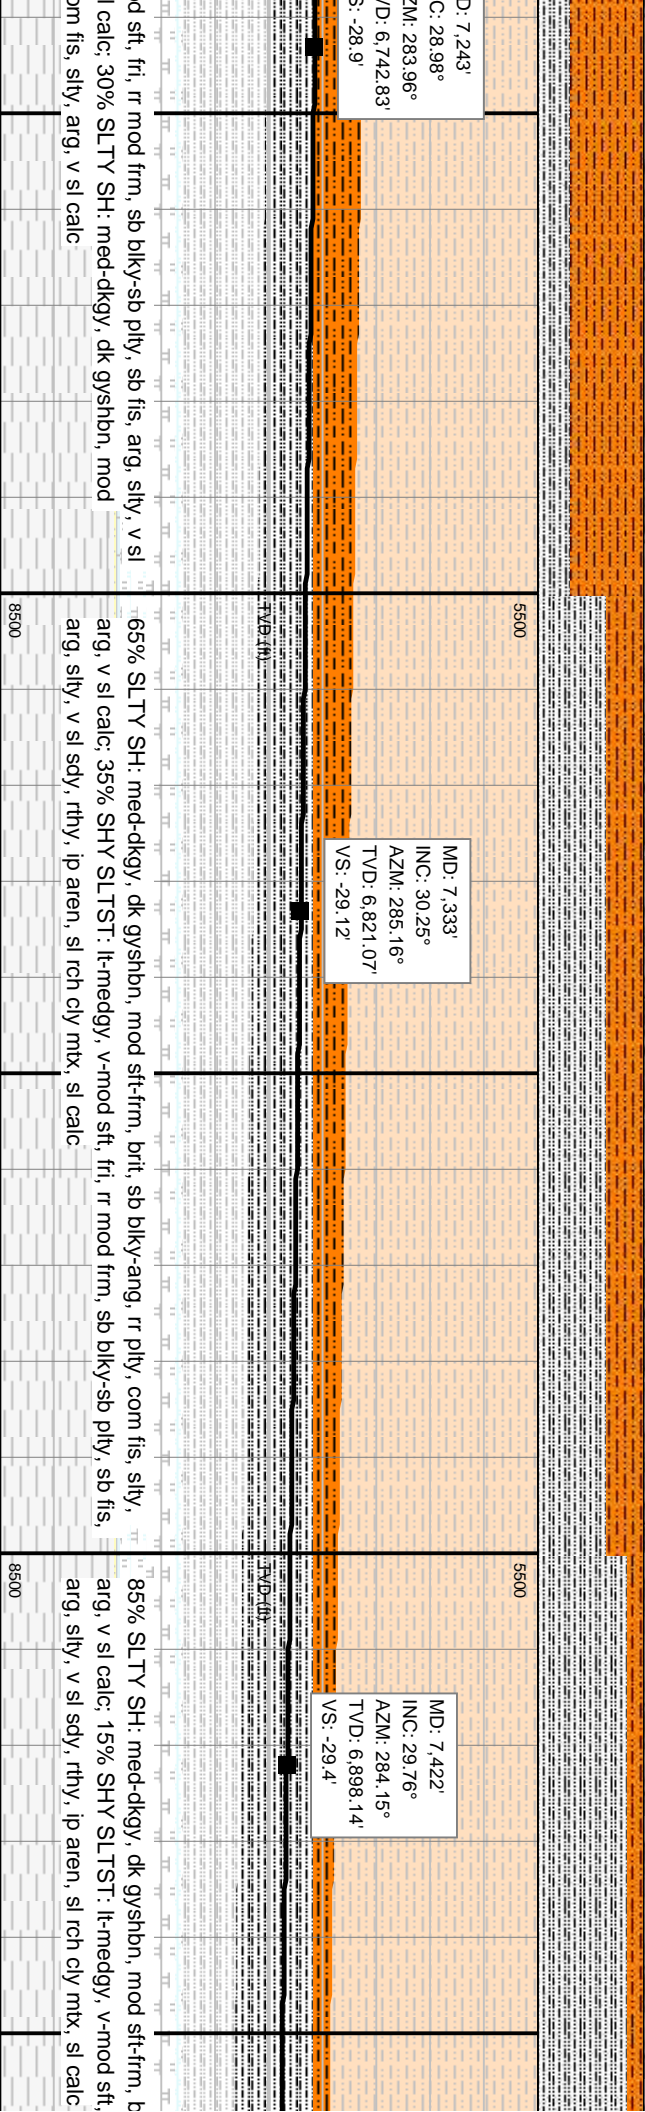 D: 7,243'
C: 28.98°
ZM: 283.96°
VD: 6,742.83'
S: -28.9'
d sft, fri, rr mod frm, sb blky-sb plty, sb fis, arg, slty, v sl
l calc; 30% SLTY SH: med-dkgy, dk gyshbn, mod
om fis, slty, arg, v sl calc
5500
TVD (ft)
8500
65% SLTY SH: med-dkgy, dk gyshbn, mod sft-frm, brit, sb blky-ang, rr plty, com fis, slty,
arg, v sl calc; 35% SHY SLTST: lt-medgy, v-mod sft, fri, rr mod frm, sb blky-sb plty, sb fis,
arg, slty, v sl sdy, rthy, ip aren, sl rch cly mtx, sl calc
MD: 7,333'
INC: 30.25°
AZM: 285.16°
TVD: 6,821.07'
VS: -29.12'
5500
TVD (ft)
8500
85% SLTY SH: med-dkgy, dk gyshbn, mod sft-frm, b
arg, v sl calc; 15% SHY SLTST: lt-medgy, v-mod sft,
arg, slty, v sl sdy, rthy, ip aren, sl rch cly mtx, sl calc
MD: 7,422'
INC: 29.76°
AZM: 284.15°
TVD: 6,898.14'
VS: -29.4'